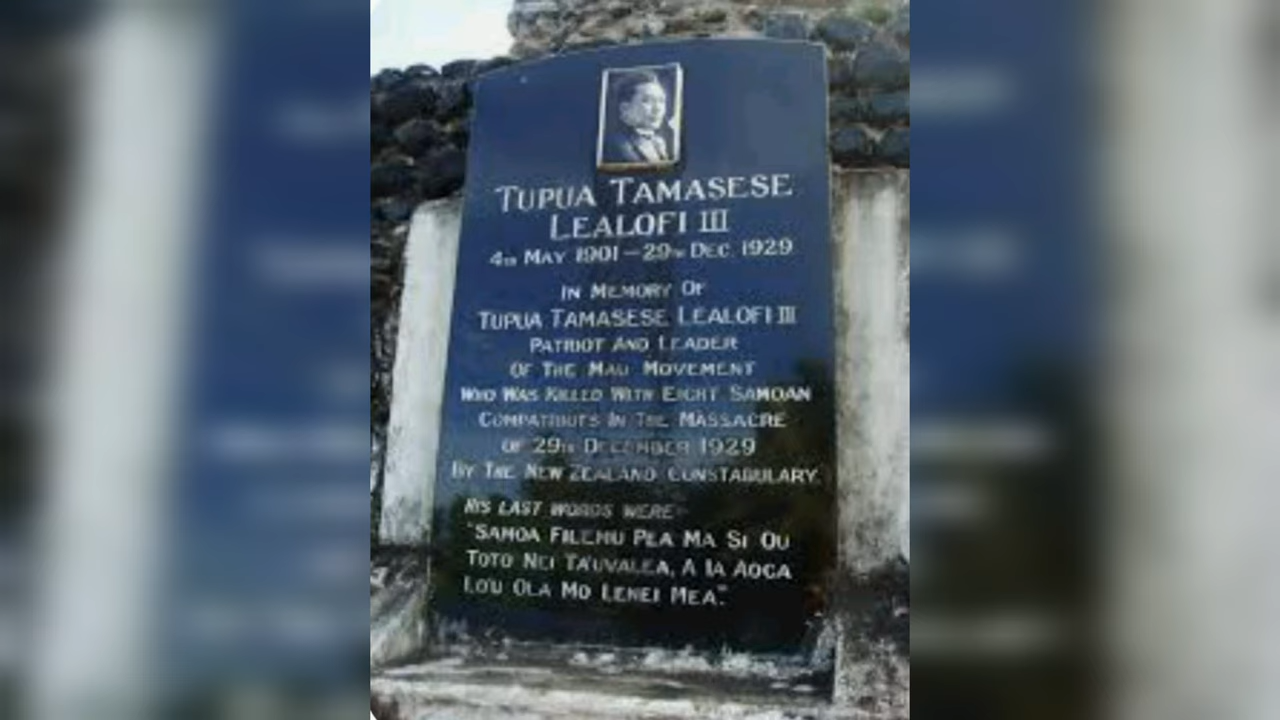 TUPUA TAMASESE
LEALOFI III
4TH MAY 1901 – 29TH DEC. 1929
IN MEMORY OF
TUPUA TAMASESE LEALOFI III
PATRIOT AND LEADER
OF THE MAU MOVEMENT
WHO WAS KILLED WITH EIGHT SAMOAN
COMPATRIOTS IN THE MASSACRE
OF 29TH DECEMBER 1929
BY THE NEW ZEALAND CONSTABULARY.
HIS LAST WORDS WERE:-
"SAMOA FILEMU PEA MA SI OU
TOTO NEI TA'UVALEA, A IA AOGA
LO'U OLA MO LENEI MEA."